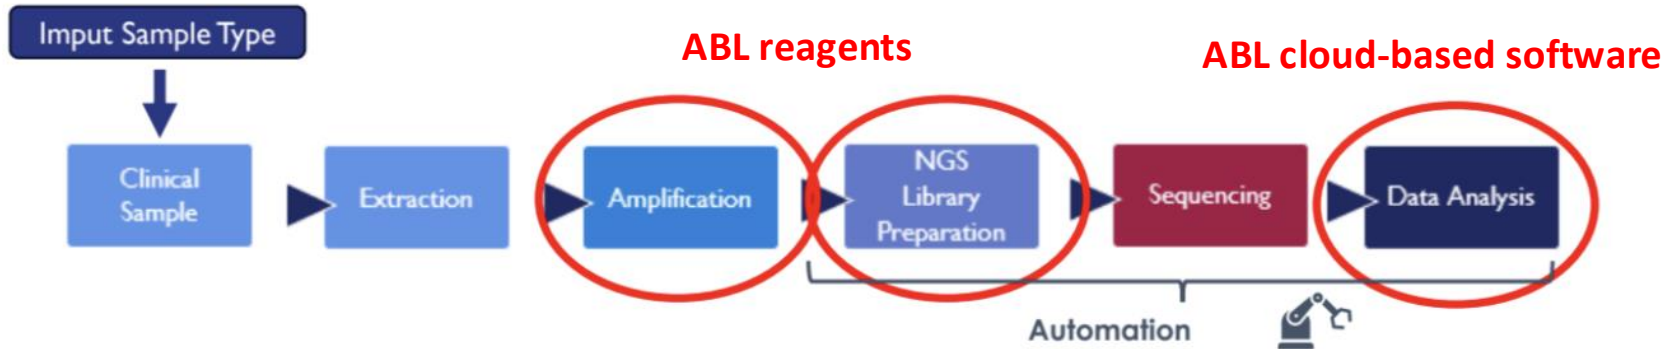 Imput Sample Type
ABL reagents
ABL cloud-based software
Clinical
Sample
Extraction
Amplification
NGS
Library
Preparation
Sequencing
Data Analysis
Automation